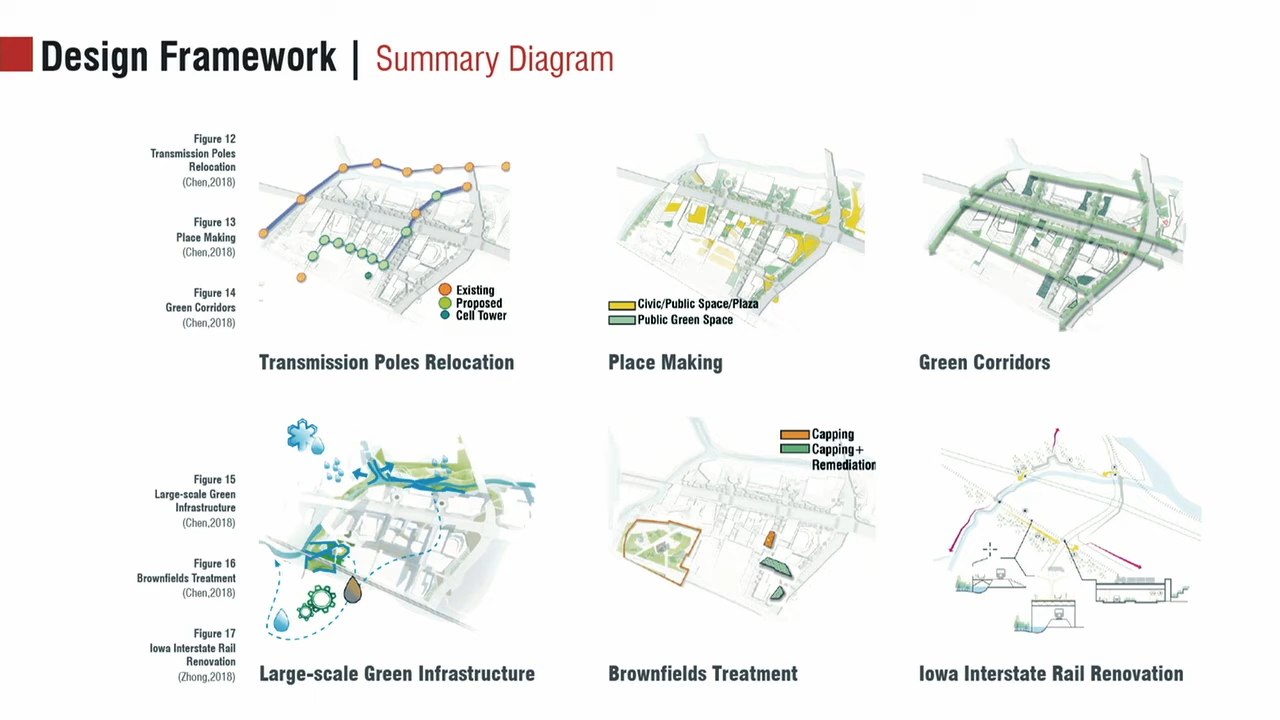 Design Framework | Summary Diagram
Figure 12
Transmission Poles
Relocation
(Chen,2018)
Figure 13
Place Making
(Chen,2018)
Figure 14
Green Corridors
(Chen,2018)
Existing
Proposed
Cell Tower
Civic/Public Space/Plaza
Public Green Space
Transmission Poles Relocation
Place Making
Green Corridors
Figure 15
Large-scale Green
Infrastructure
(Chen,2018)
Figure 16
Brownfields Treatment
(Chen,2018)
Figure 17
Iowa Interstate Rail
Renovation
(Zhong,2018)
Capping
Capping+
Remediation
Large-scale Green Infrastructure
Brownfields Treatment
Iowa Interstate Rail Renovation